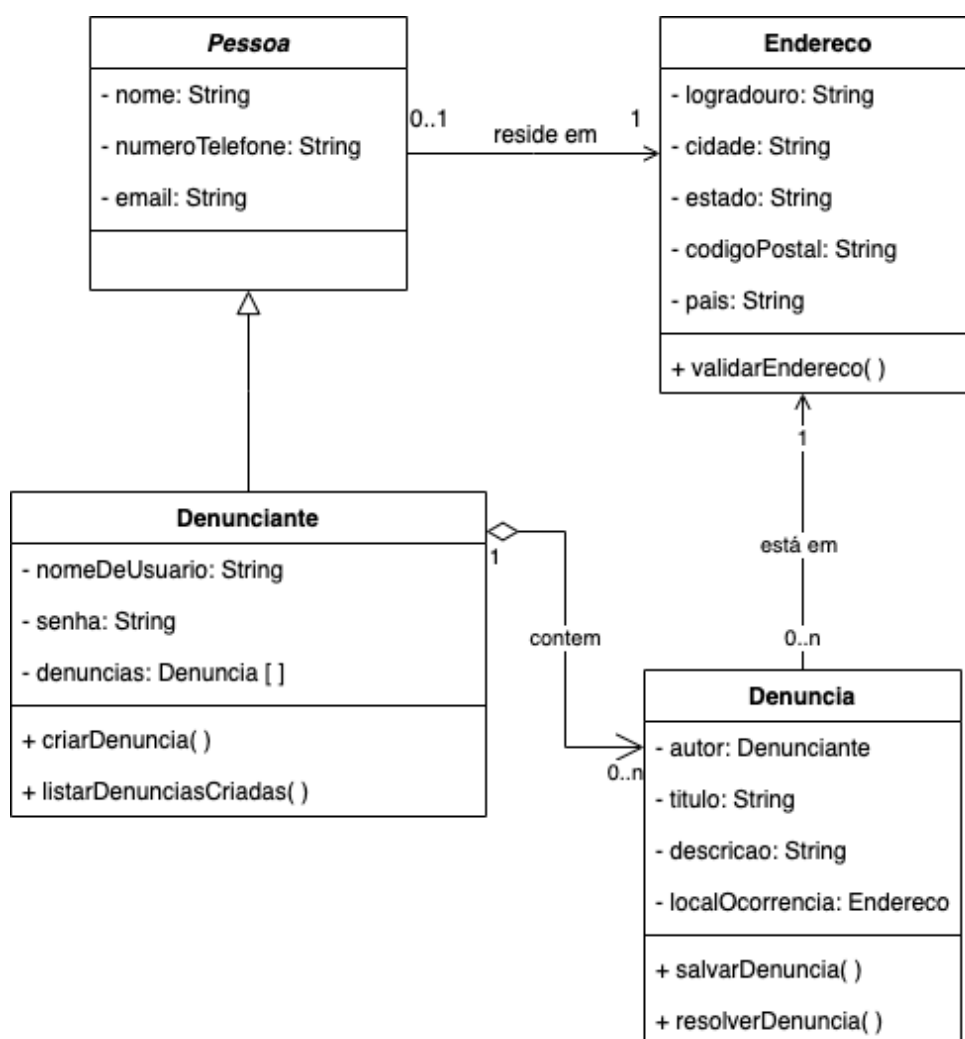 Pessoa
- nome: String
- numeroTelefone: String
- email: String
0..1
reside em
1
Endereco
- logradouro: String
- cidade: String
- estado: String
- codigoPostal: String
- pais: String
+ validarEndereco( )
1
está em
0..n
Denunciante
- nomeDeUsuario: String
- senha: String
- denuncias: Denuncia [ ]
+ criarDenuncia( )
+ listarDenunciasCriadas( )
1
contem
0..n
Denuncia
- autor: Denunciante
- titulo: String
- descricao: String
- localOcorrencia: Endereco
+ salvarDenuncia( )
+ resolverDenuncia( )